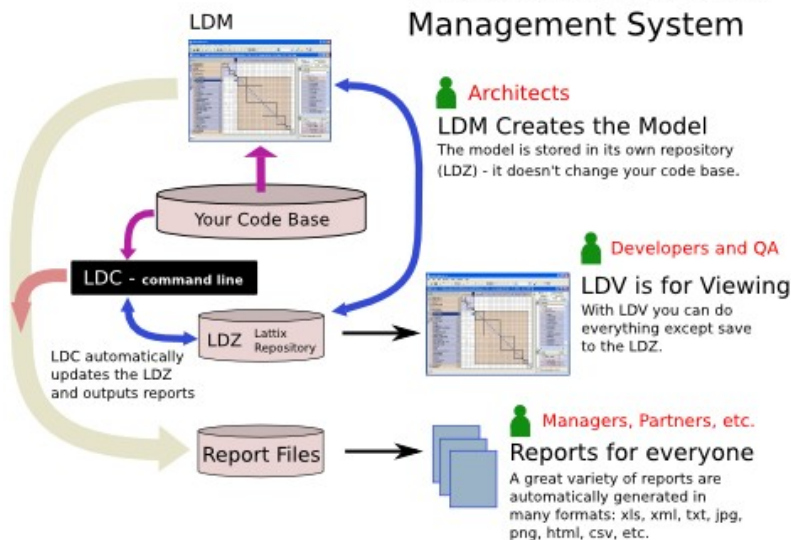 LDM
Management System
Architects
LDM Creates the Model
The model is stored in its own repository
(LDZ) - it doesn't change your code base.
Your Code Base
Developers and QA
LDC - command line
LDV is for Viewing
With LDV you can do
everything except save
to the LDZ.
LDZ Lattix
Repository
LDC automatically
updates the LDZ
and outputs reports
Managers, Partners, etc.
Report Files
Reports for everyone
A great variety of reports are
automatically generated in
many formats: xls, xml, txt, jpg,
png, html, csv, etc.